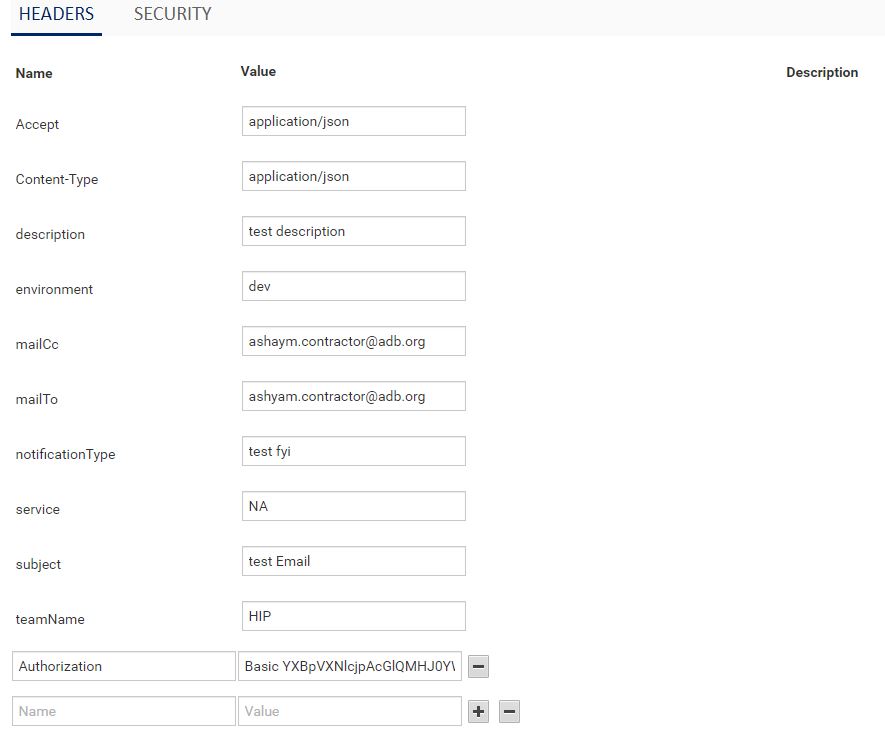 HEADERS SECURITY
Name Value Description
Accept application/json
Content-Type application/json
description test description
environment dev
mailCc ashaym.contractor@adb.org
mailTo ashyam.contractor@adb.org
notificationType test fyi
service NA
subject test Email
teamName HIP
Authorization Basic
Name Value